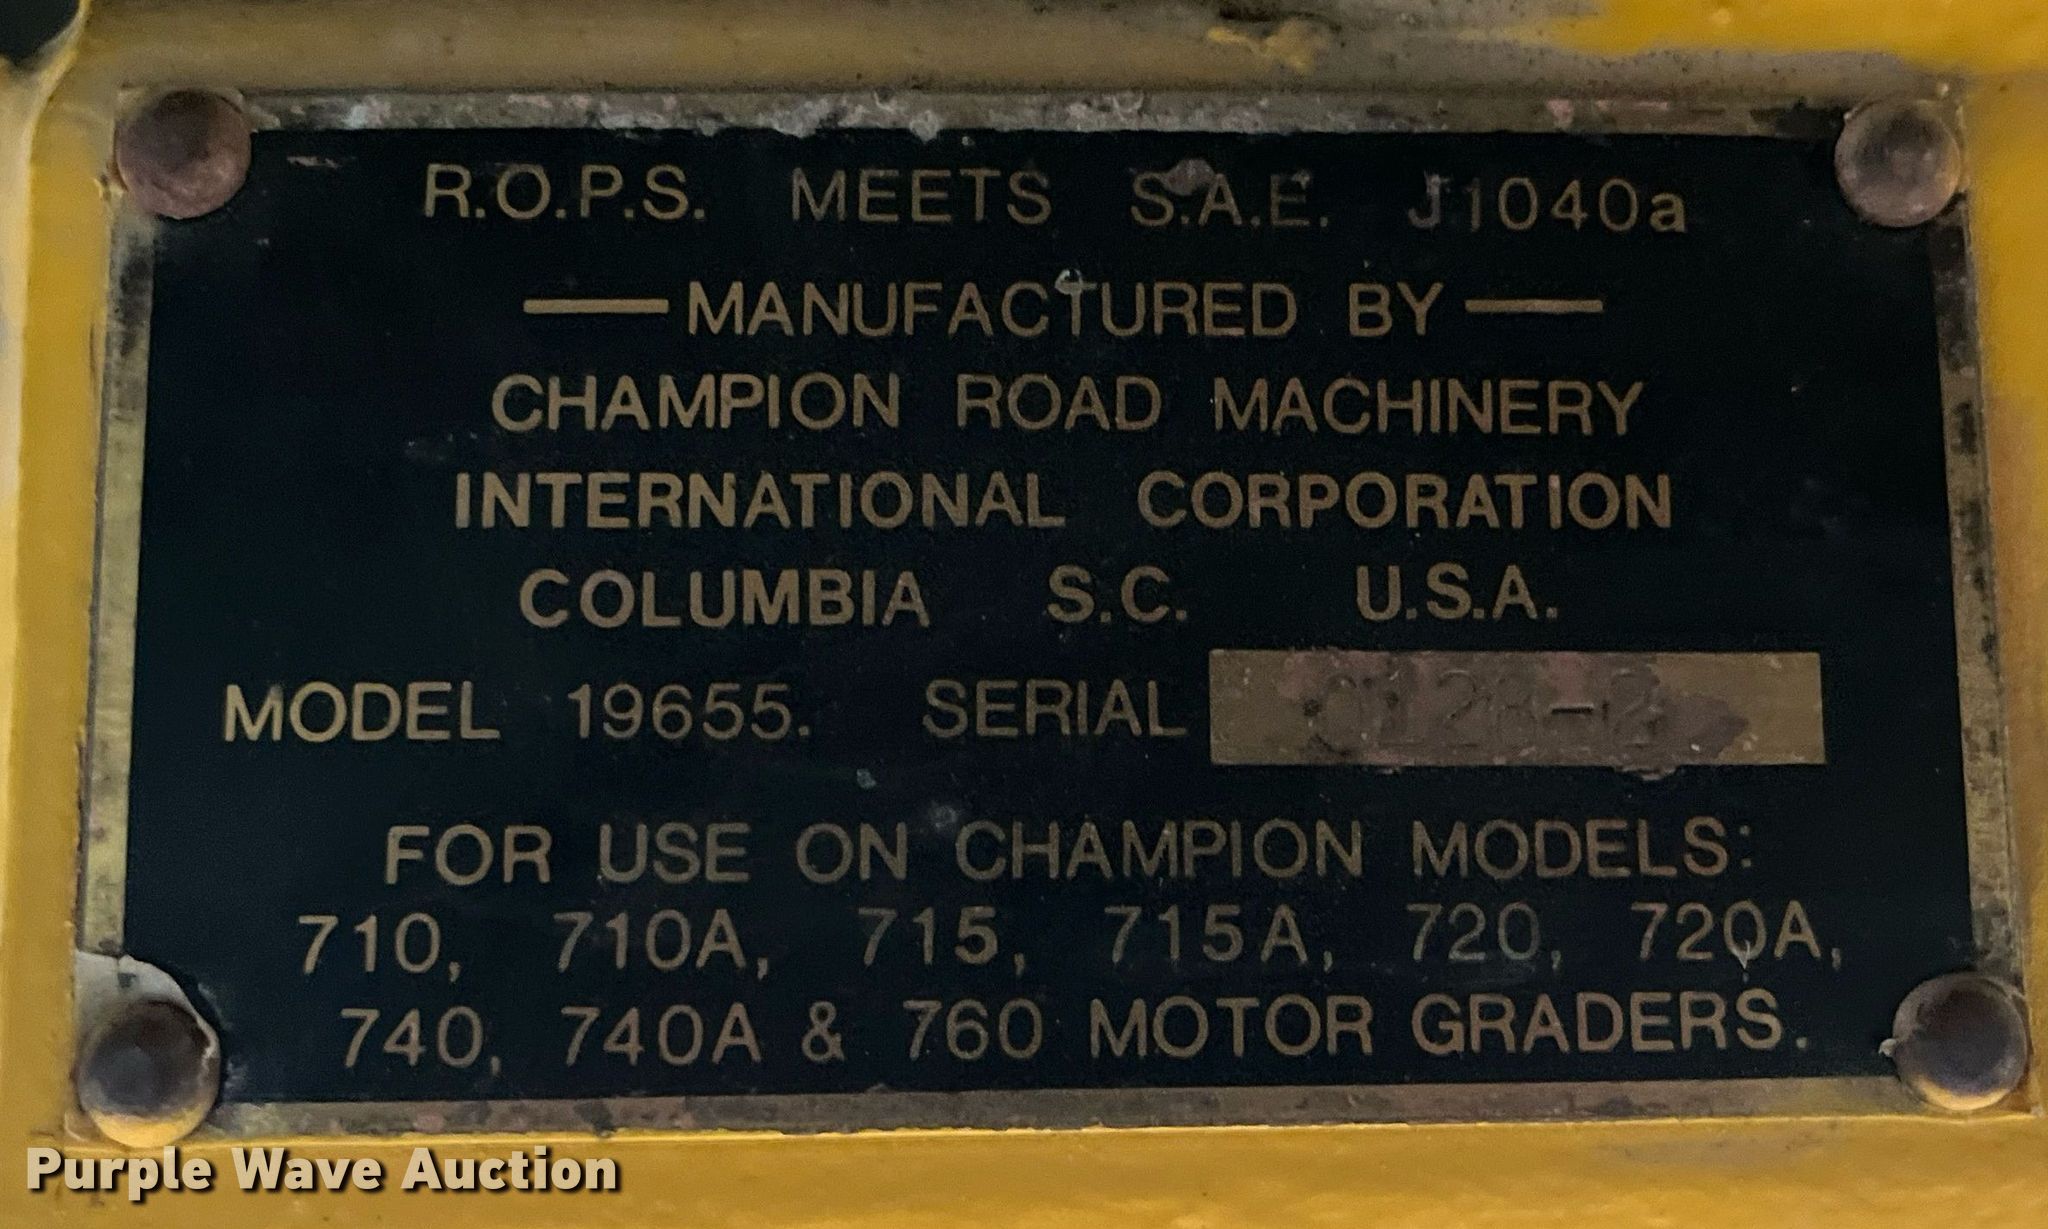 R.O.P.S. MEETS S.A.E. J1040a
MANUFACTURED BY
CHAMPION ROAD MACHINERY
INTERNATIONAL CORPORATION
COLUMBIA S.C. U.S.A.
MODEL 19655. SERIAL
FOR USE ON CHAMPION MODELS:
710, 710A, 715, 715A, 720, 720A,
740, 740A & 760 MOTOR GRADERS.
Purple Wave Auction